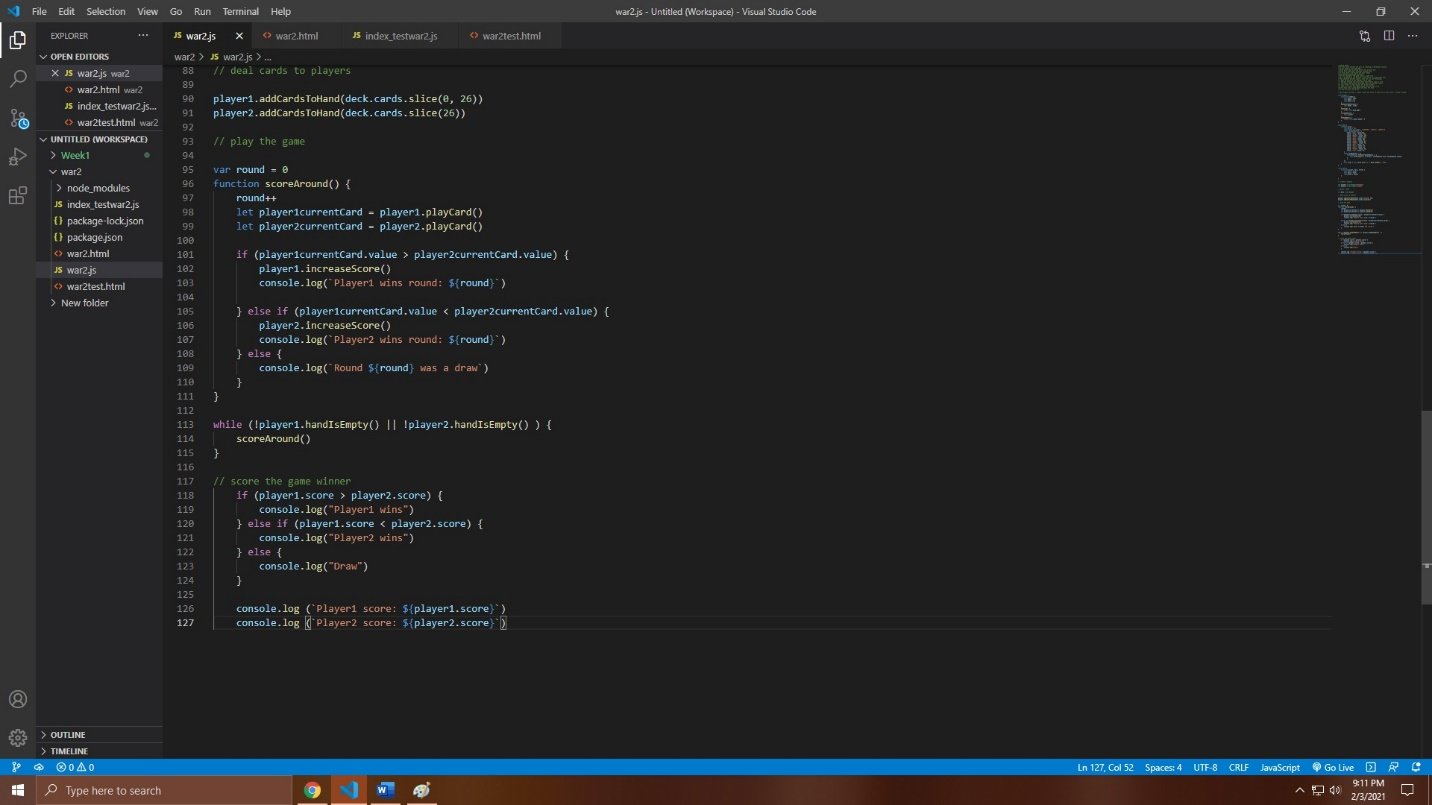 File Edit Selection View Go Run Terminal Help
war2.js - Untitled (Workspace) - Visual Studio Code
EXPLORER
OPEN EDITORS
JS war2.js war2
<> war2.html war2
JS index_testwar2.js...
<> war2test.html war2
UNTITLED (WORKSPACE)
Week1
war2
node_modules
JS index_testwar2.js
{} package-lock.json
{} package.json
<> war2.html
JS war2.js
<> war2test.html
New folder
OUTLINE
TIMELINE
JS war2.js
<> war2.html
JS index_testwar2.js
<> war2test.html
war2 > JS war2.js > ...
88 // deal cards to players
89
90 player1.addCardsToHand(deck.cards.slice(0, 26))
91 player2.addCardsToHand(deck.cards.slice(26))
92
93 // play the game
94
95 var round = 0
96 function scoreAround() {
97 round++
98 let player1currentCard = player1.playCard()
99 let player2currentCard = player2.playCard()
100
101 if (player1currentCard.value > player2currentCard.value) {
102 player1.increaseScore()
103 console.log(`Player1 wins round: ${round}`)
104
105 } else if (player1currentCard.value < player2currentCard.value) {
106 player2.increaseScore()
107 console.log(`Player2 wins round: ${round}`)
108 } else {
109 console.log(`Round ${round} was a draw`)
110 }
111 }
112
113 while (!player1.handIsEmpty() || !player2.handIsEmpty() ) {
114 scoreAround()
115 }
116
117 // score the game winner
118 if (player1.score > player2.score) {
119 console.log("Player1 wins")
120 } else if (player1.score < player2.score) {
121 console.log("Player2 wins")
122 } else {
123 console.log("Draw")
124 }
125
126 console.log (`Player1 score: ${player1.score}`)
127 console.log (`Player2 score: ${player2.score}`)
0 0
Ln 127, Col 52 Spaces: 4 UTF-8 CRLF JavaScript Go Live
Type here to search
9:11 PM
2/3/2021